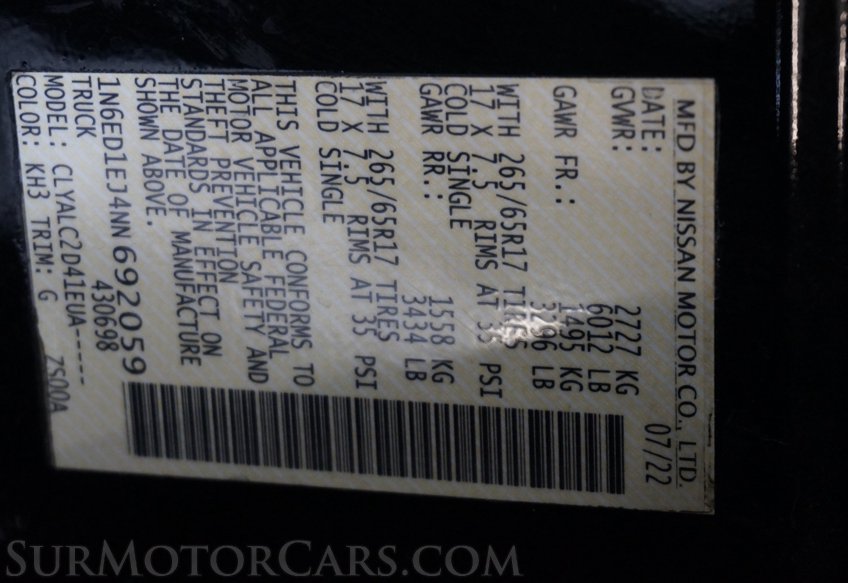 MFD BY NISSAN MOTOR CO., LTD.
DATE: 07/22
GVWR: 2727 KG
6012 LB
GAWR FR.: 1495 KG
3296 LB
WITH 265/65R17 TIRES
17 X 7.5 RIMS AT 35 PSI
COLD SINGLE
GAWR RR.: 1558 KG
3434 LB
WITH 265/65R17 TIRES
17 X 7.5 RIMS AT 35 PSI
COLD SINGLE
THIS VEHICLE CONFORMS TO
ALL APPLICABLE FEDERAL
MOTOR VEHICLE SAFETY AND
THEFT PREVENTION
STANDARDS IN EFFECT ON
THE DATE OF MANUFACTURE
SHOWN ABOVE.
1N6ED1EJ4NN692059
TRUCK 430698
MODEL: CLYALC2D41EUA-----
COLOR: KH3 TRIM: G ZS00A
SURMOTORCARS.COM